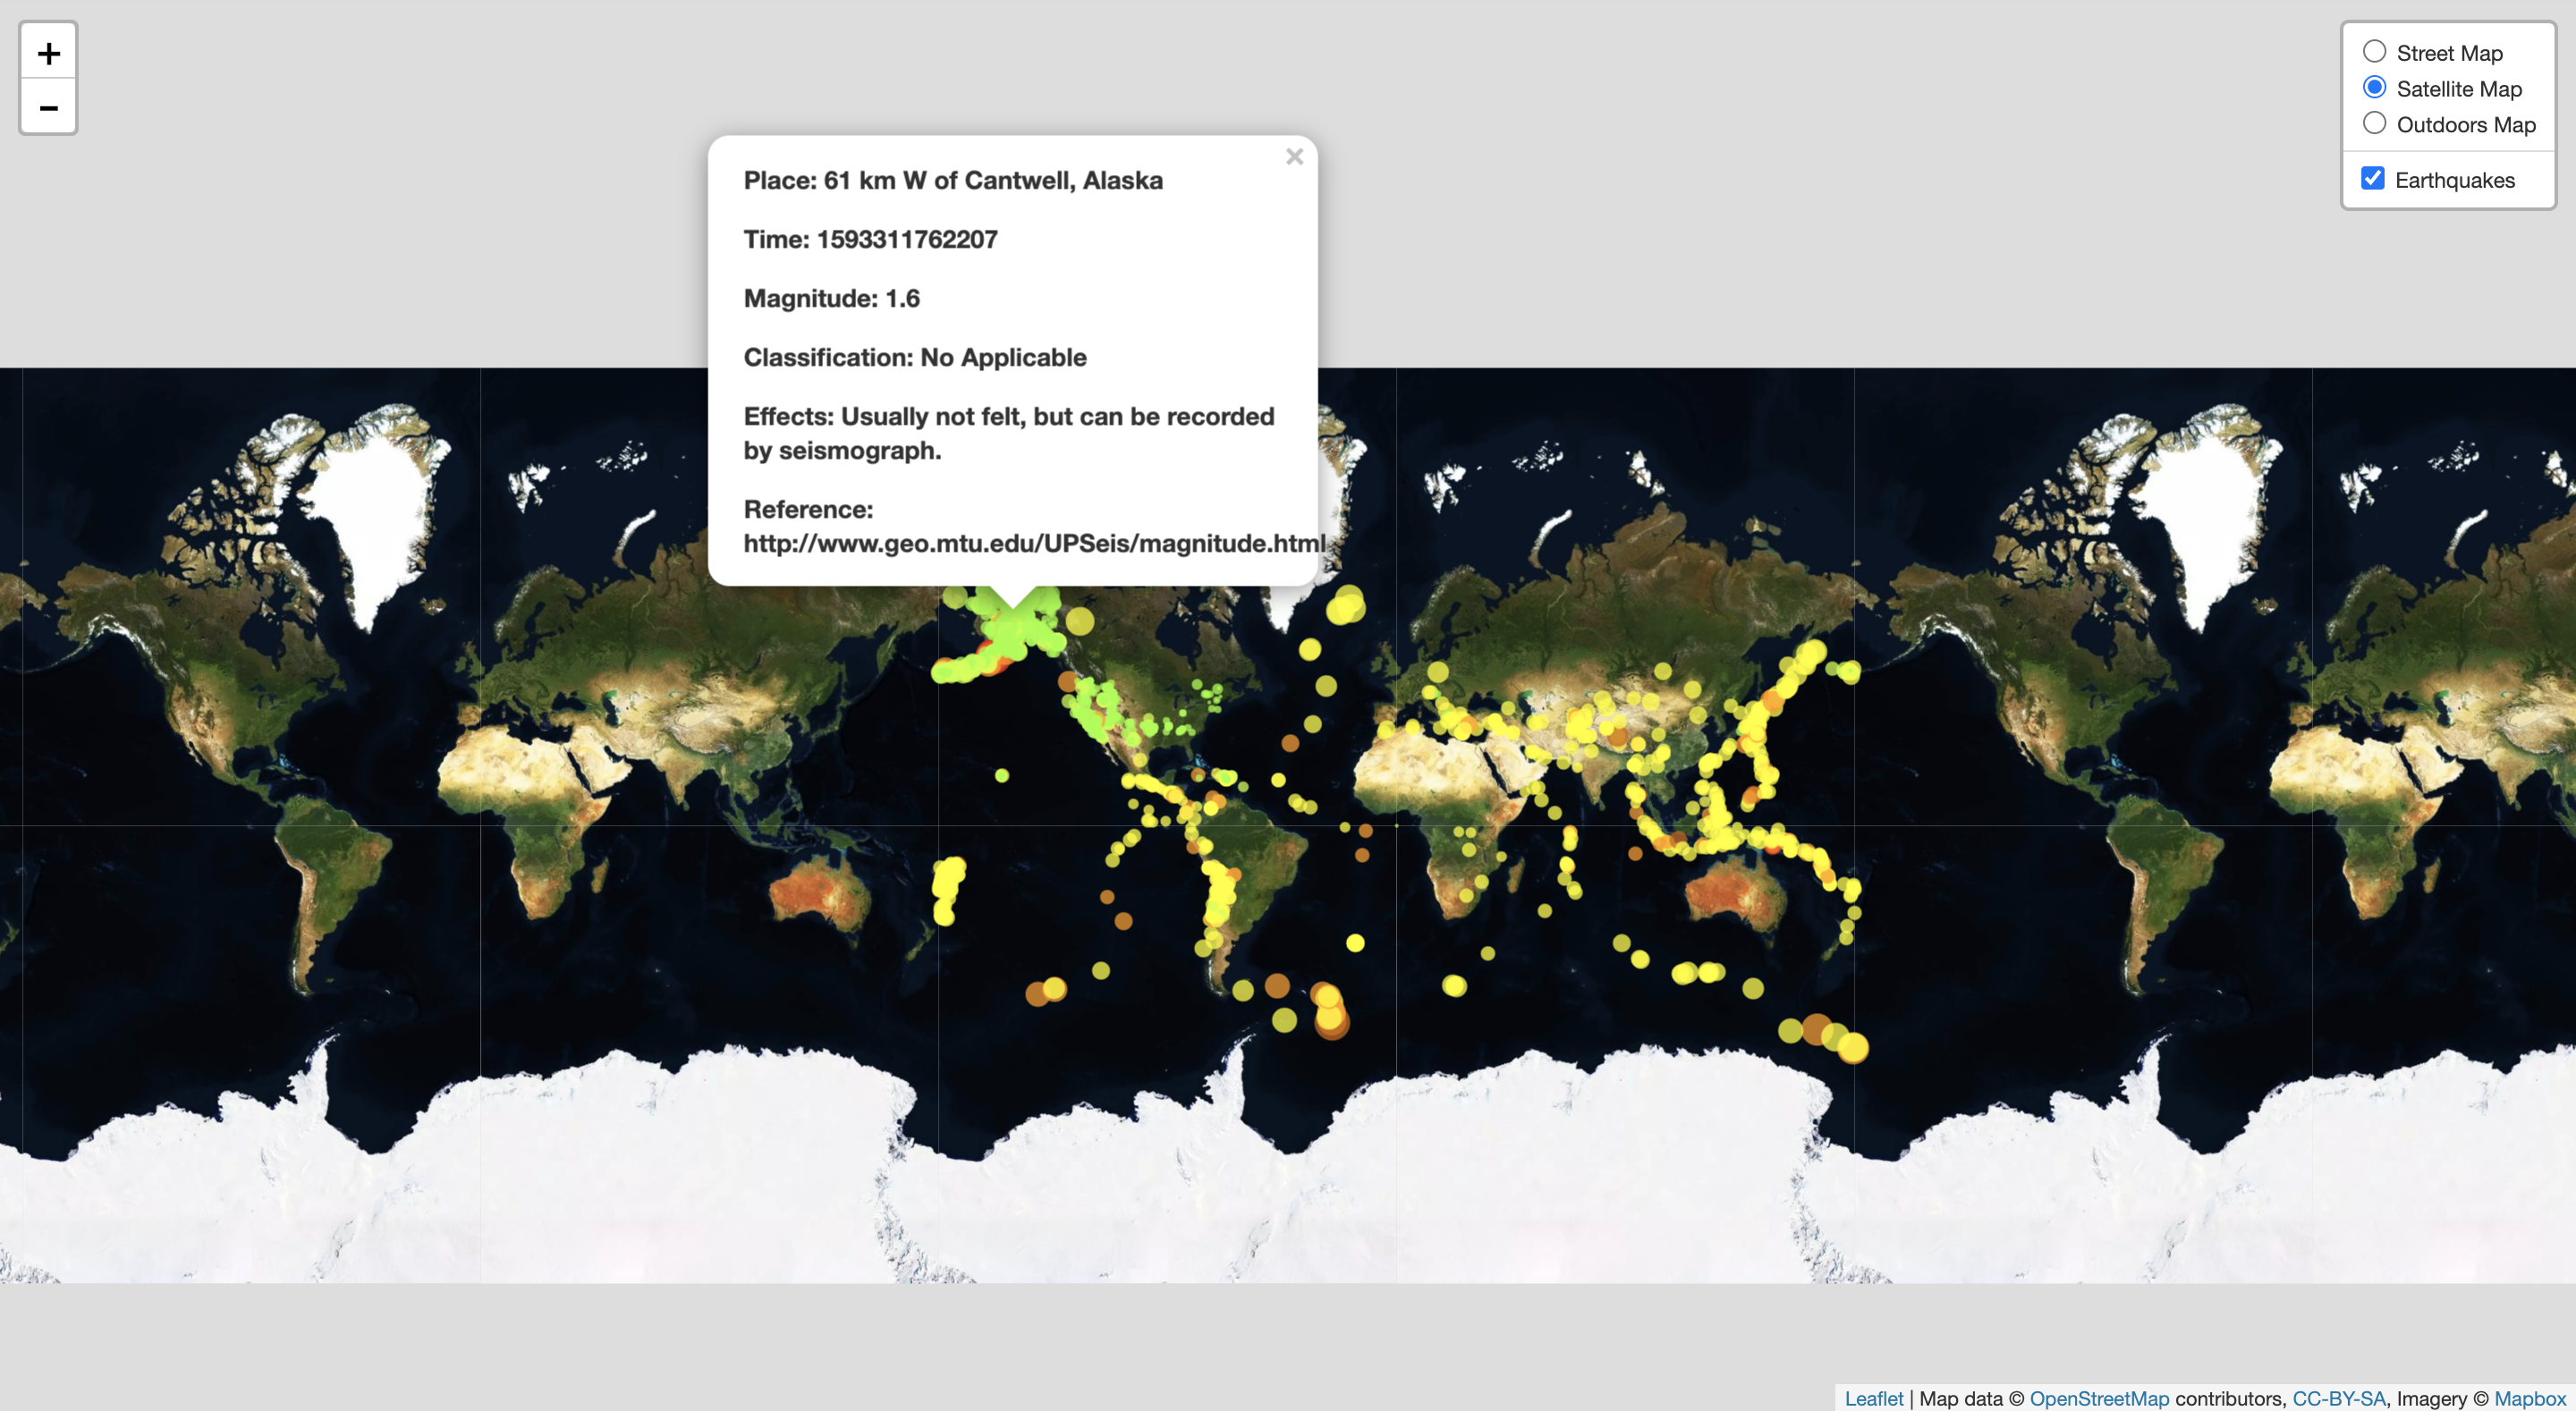 +
−
Street Map
Satellite Map
Outdoors Map
Earthquakes
×
Place: 61 km W of Cantwell, Alaska
Time: 1593311762207
Magnitude: 1.6
Classification: No Applicable
Effects: Usually not felt, but can be recorded
by seismograph.
Reference:
http://www.geo.mtu.edu/UPSeis/magnitude.html
Leaflet | Map data © OpenStreetMap contributors, CC-BY-SA, Imagery © Mapbox